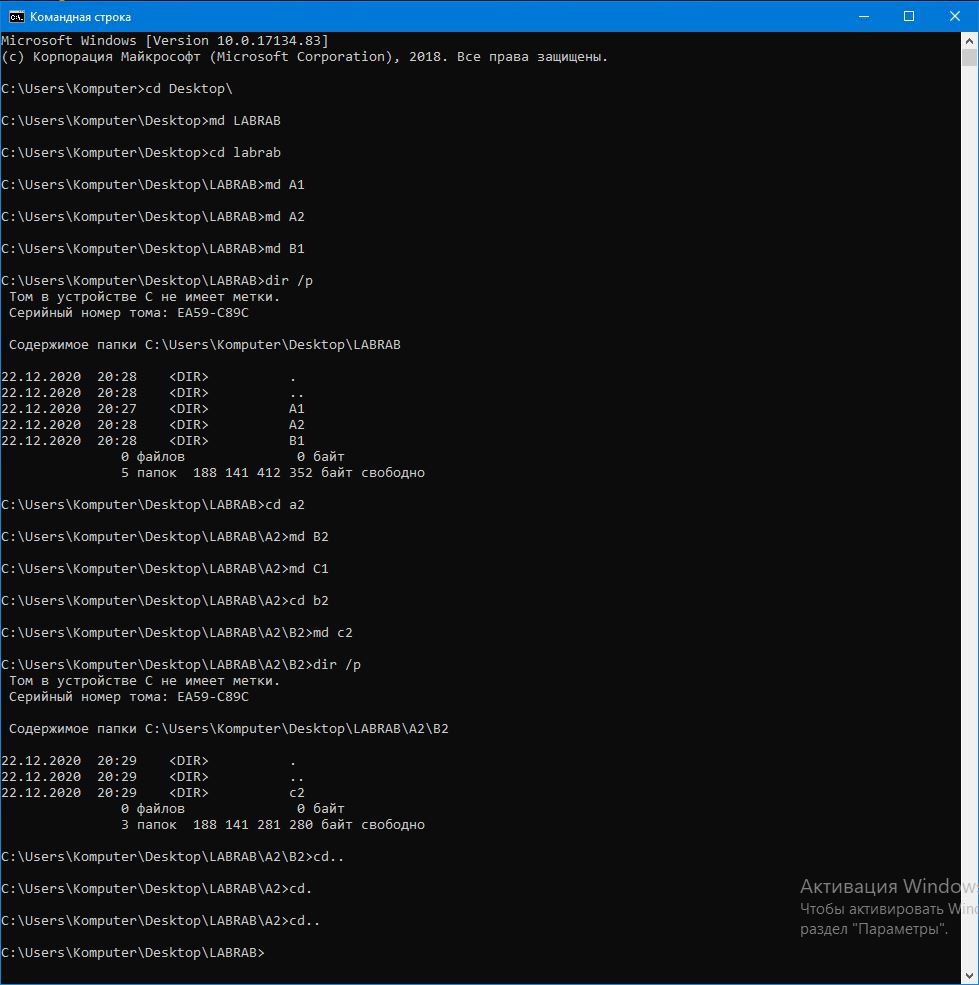 Командная строка
Microsoft Windows [Version 10.0.17134.83]
(c) Корпорация Майкрософт (Microsoft Corporation), 2018. Все права защищены.
C:\Users\Komputer>cd Desktop\
C:\Users\Komputer\Desktop>md LABRAB
C:\Users\Komputer\Desktop>cd labrab
C:\Users\Komputer\Desktop\LABRAB>md A1
C:\Users\Komputer\Desktop\LABRAB>md A2
C:\Users\Komputer\Desktop\LABRAB>md B1
C:\Users\Komputer\Desktop\LABRAB>dir /p
Том в устройстве C не имеет метки.
Серийный номер тома: EA59-C89C
Содержимое папки C:\Users\Komputer\Desktop\LABRAB
22.12.2020  20:28    <DIR>          .
22.12.2020  20:28    <DIR>          ..
22.12.2020  20:27    <DIR>          A1
22.12.2020  20:28    <DIR>          A2
22.12.2020  20:28    <DIR>          B1
0 файлов              0 байт
5 папок  188 141 412 352 байт свободно
C:\Users\Komputer\Desktop\LABRAB>cd a2
C:\Users\Komputer\Desktop\LABRAB\A2>md B2
C:\Users\Komputer\Desktop\LABRAB\A2>md C1
C:\Users\Komputer\Desktop\LABRAB\A2>cd b2
C:\Users\Komputer\Desktop\LABRAB\A2\B2>md c2
C:\Users\Komputer\Desktop\LABRAB\A2\B2>dir /p
Том в устройстве C не имеет метки.
Серийный номер тома: EA59-C89C
Содержимое папки C:\Users\Komputer\Desktop\LABRAB\A2\B2
22.12.2020  20:29    <DIR>          .
22.12.2020  20:29    <DIR>          ..
22.12.2020  20:29    <DIR>          c2
0 файлов              0 байт
3 папок  188 141 281 280 байт свободно
C:\Users\Komputer\Desktop\LABRAB\A2\B2>cd..
C:\Users\Komputer\Desktop\LABRAB\A2>cd.
C:\Users\Komputer\Desktop\LABRAB\A2>cd..
C:\Users\Komputer\Desktop\LABRAB>
Активация Window
Чтобы активировать Win
раздел "Параметры".